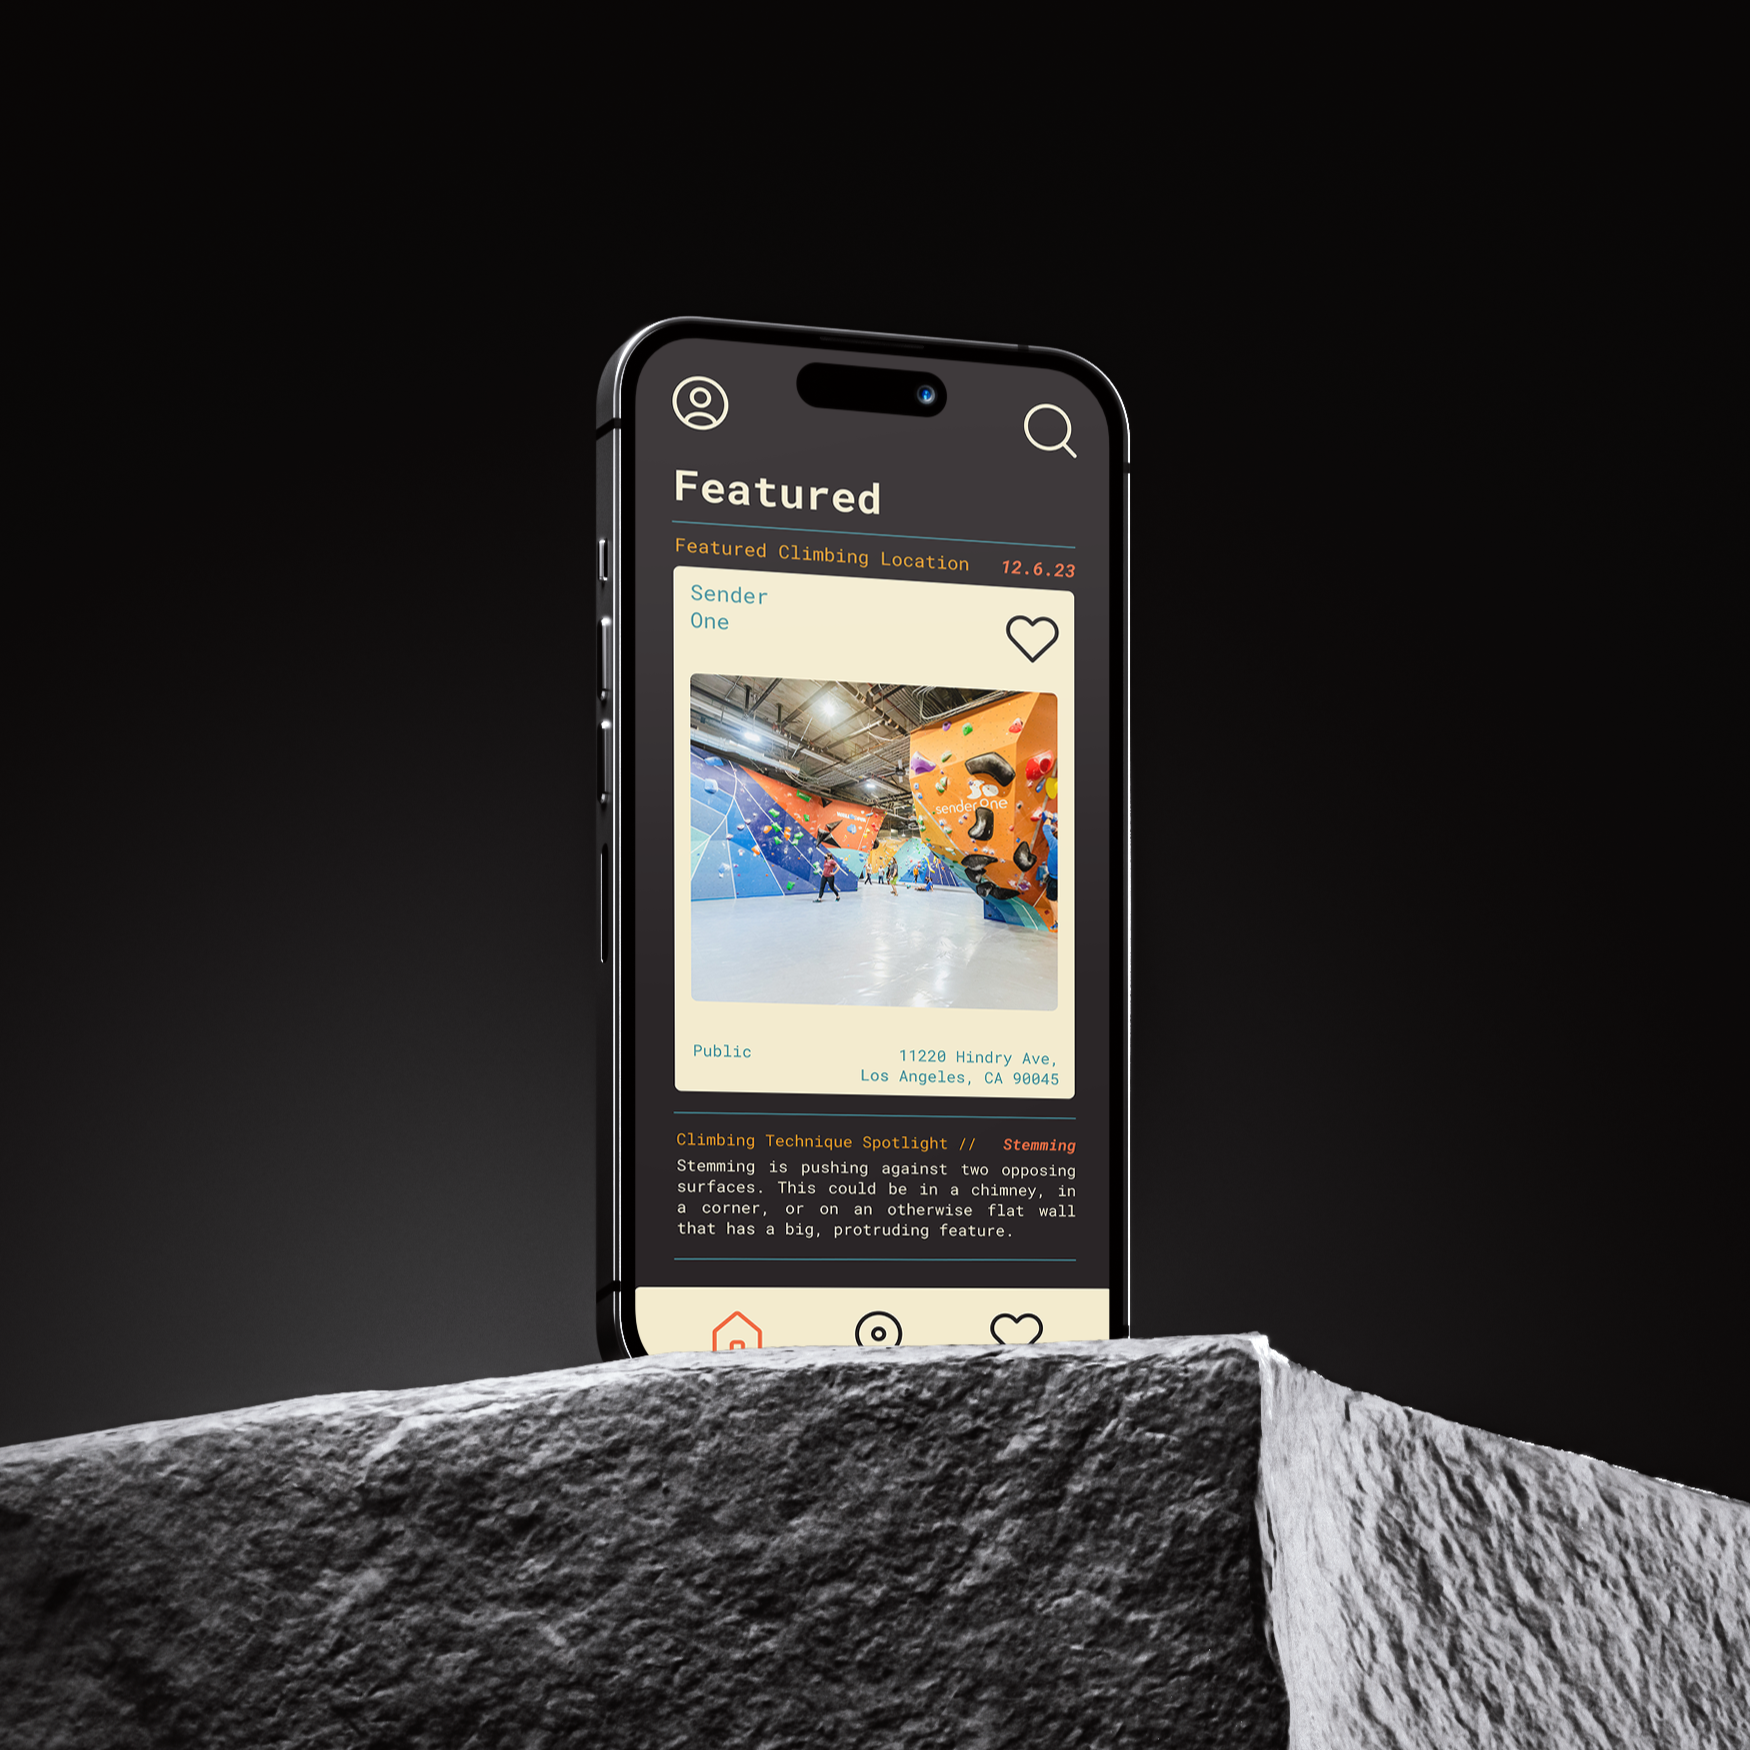 Featured
Featured Climbing Location 12.6.23
Sender
One
sender One
Public
11220 Hindry Ave,
Los Angeles, CA 90045
Climbing Technique Spotlight // Stemming
Stemming is pushing against two opposing
surfaces. This could be in a chimney, in
a corner, or on an otherwise flat wall
that has a big, protruding feature.